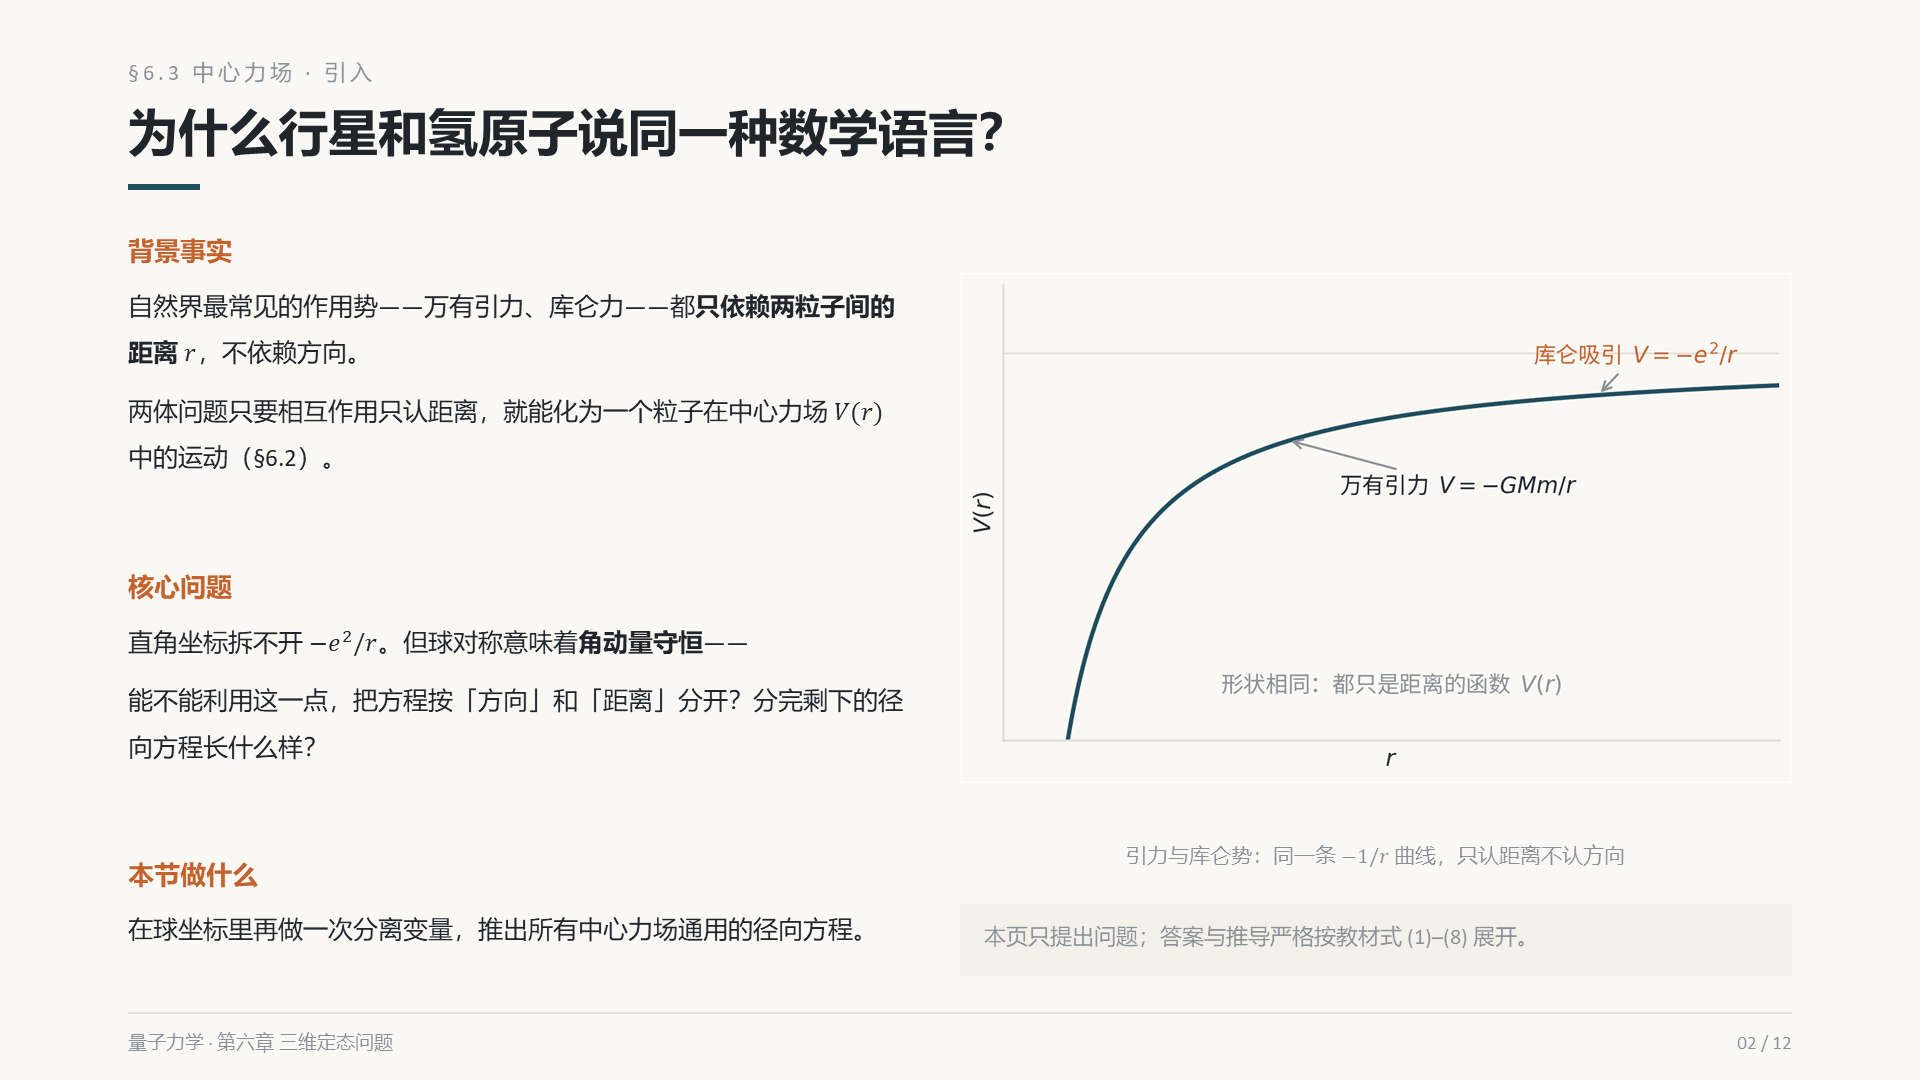 §6.3 中心力场 · 引入
为什么行星和氢原子说同一种数学语言？
背景事实
自然界最常见的作用势——万有引力、库仑力——都只依赖两粒子间的
距离 r，不依赖方向。
两体问题只要相互作用只认距离，就能化为一个粒子在中心力场 V(r)
中的运动（§6.2）。
核心问题
直角坐标拆不开 −e²/r。但球对称意味着角动量守恒——
能不能利用这一点，把方程按「方向」和「距离」分开？分完剩下的径
向方程长什么样？
本节做什么
在球坐标里再做一次分离变量，推出所有中心力场通用的径向方程。
库仑吸引 V = −e²/r
万有引力 V = −GMm/r
V(r)
形状相同：都只是距离的函数 V(r)
r
引力与库仑势：同一条 −1/r 曲线，只认距离不认方向
本页只提出问题；答案与推导严格按教材式 (1)–(8) 展开。
量子力学 · 第六章 三维定态问题
02 / 12